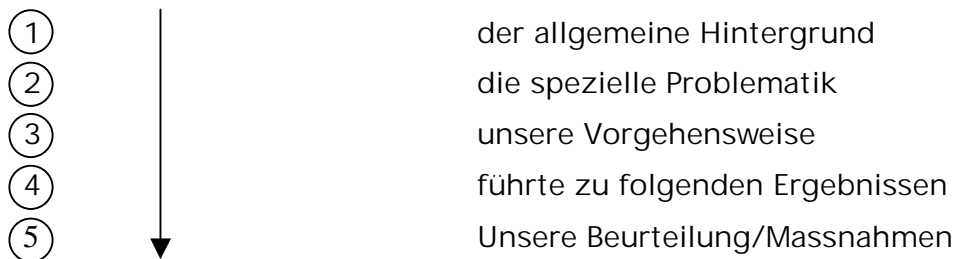 1 der allgemeine Hintergrund
2 die spezielle Problematik
3 unsere Vorgehensweise
4 führte zu folgenden Ergebnissen
5 Unsere Beurteilung/Massnahmen